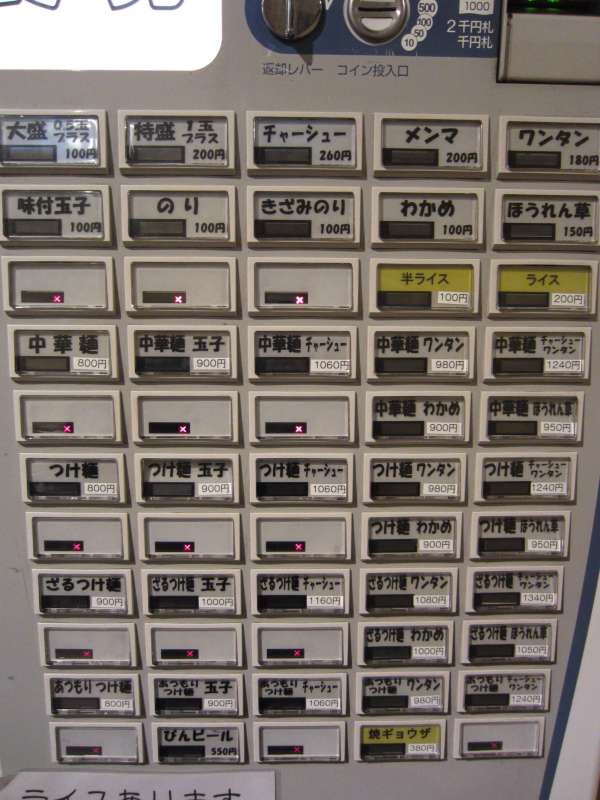 500
100
50
10
1000
2千円札
千円札
返却レバー コイン投入口
大盛 0.5玉プラス 100円
特盛 1玉プラス 200円
チャーシュー 260円
メンマ 200円
ワンタン 180円
味付玉子 100円
のり 100円
きざみのり 100円
わかめ 100円
ほうれん草 150円
半ライス 100円
ライス 200円
中華麺 800円
中華麺 玉子 900円
中華麺 チャーシュー 1060円
中華麺 ワンタン 980円
中華麺 チャーシューワンタン 1240円
中華麺 わかめ 900円
中華麺 ほうれん草 950円
つけ麺 800円
つけ麺 玉子 900円
つけ麺 チャーシュー 1060円
つけ麺 ワンタン 980円
つけ麺 チャーシューワンタン 1240円
つけ麺 わかめ 900円
つけ麺 ほうれん草 950円
ざるつけ麺 900円
ざるつけ麺 玉子 1000円
ざるつけ麺 チャーシュー 1160円
ざるつけ麺 ワンタン 1080円
ざるつけ麺 チャーシューワンタン 1340円
ざるつけ麺 わかめ 1000円
ざるつけ麺 ほうれん草 1050円
あつもりつけ麺 800円
あつもりつけ麺 玉子 900円
あつもりつけ麺 チャーシュー 1060円
あつもりつけ麺 ワンタン 980円
あつもりつけ麺 チャーシューワンタン 1240円
びんビール 550円
焼ギョウザ 380円
ライスあります